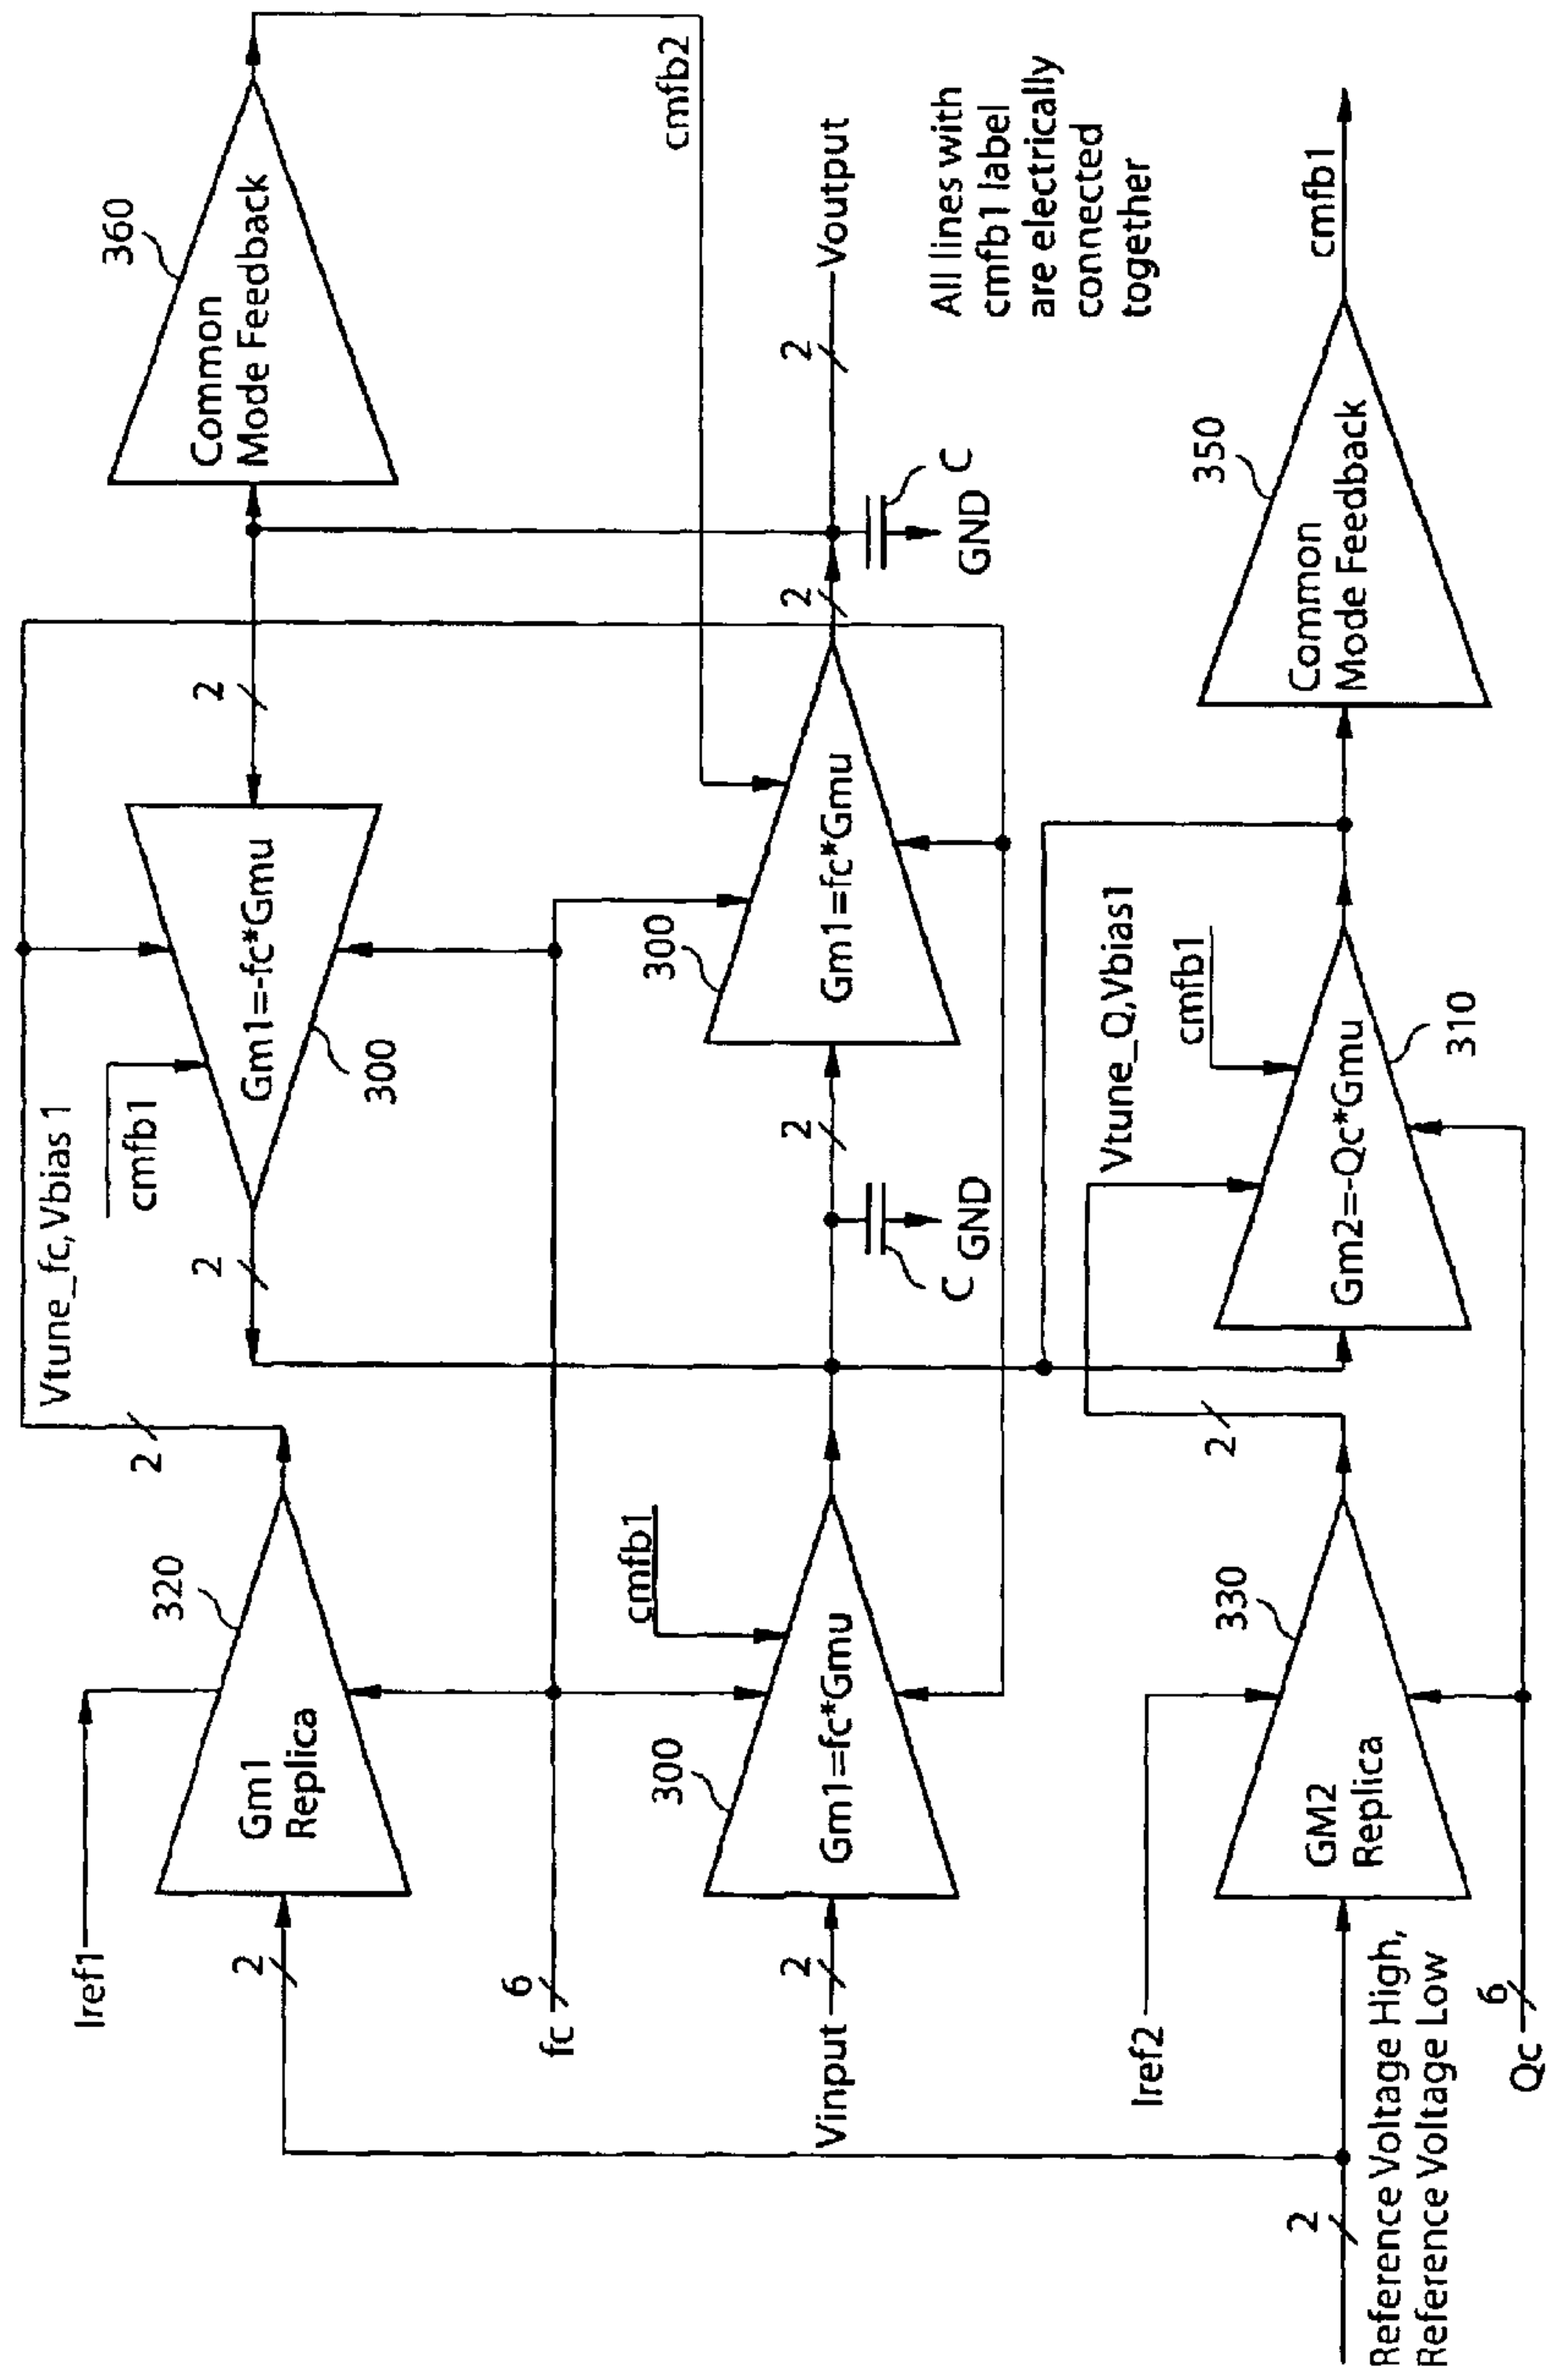 Iref1
320
2
Gm1
Replica
2
Vtune_fc,Vbias 1
cmfb1
2
Gm1=-fc*Gmu
300
2
360
Common
Mode Feedback
cmfb2
fc
6
Vinput
2
300
Gm1=fc*Gmu
cmfb1
C
GND
2
300
Gm1=fc*Gmu
2
GND
C
2
Voutput
All lines with
cmfb1 label
are electrically
connected
together
Iref2
330
GM2
Replica
2
Vtune_Q,Vbias1
cmfb1
Gm2=-Qc*Gmu
310
350
Common
Mode Feedback
cmfb1
2
Reference Voltage High,
Reference Voltage Low
Qc
6